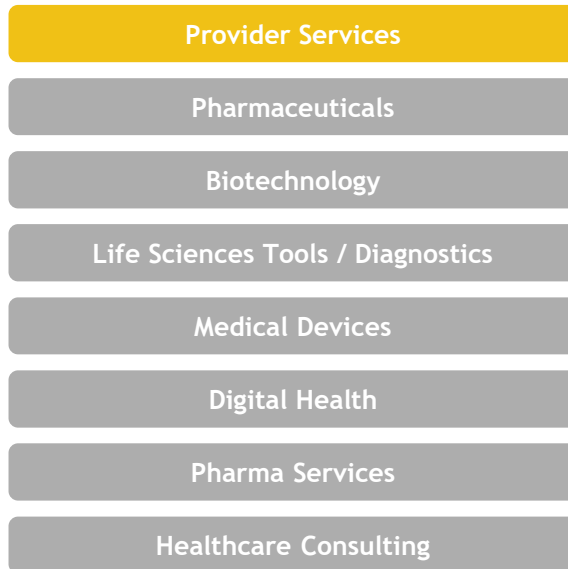 Provider Services
Pharmaceuticals
Biotechnology
Life Sciences Tools / Diagnostics
Medical Devices
Digital Health
Pharma Services
Healthcare Consulting